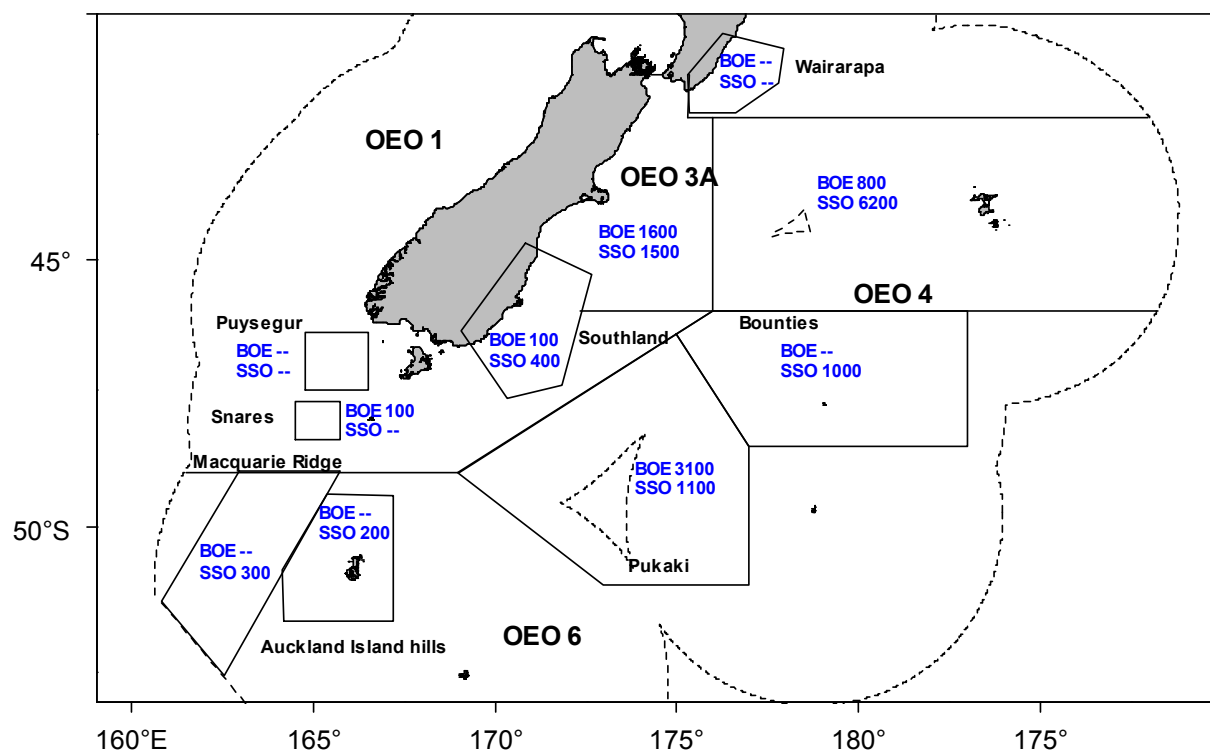 BOE --
SSO --
Wairarapa
OEO 1
OEO 3A
BOE 800
SSO 6200
BOE 1600
SSO 1500
45°
OEO 4
Puysegur
BOE --
SSO --
BOE 100
SSO 400
Southland
Bounties
BOE --
SSO 1000
Snares
BOE 100
SSO --
Macquarie Ridge
BOE 3100
SSO 1100
50°S
BOE --
SSO 200
BOE --
SSO 300
Pukaki
Auckland Island hills
OEO 6
160°E 165° 170° 175° 180° 175°